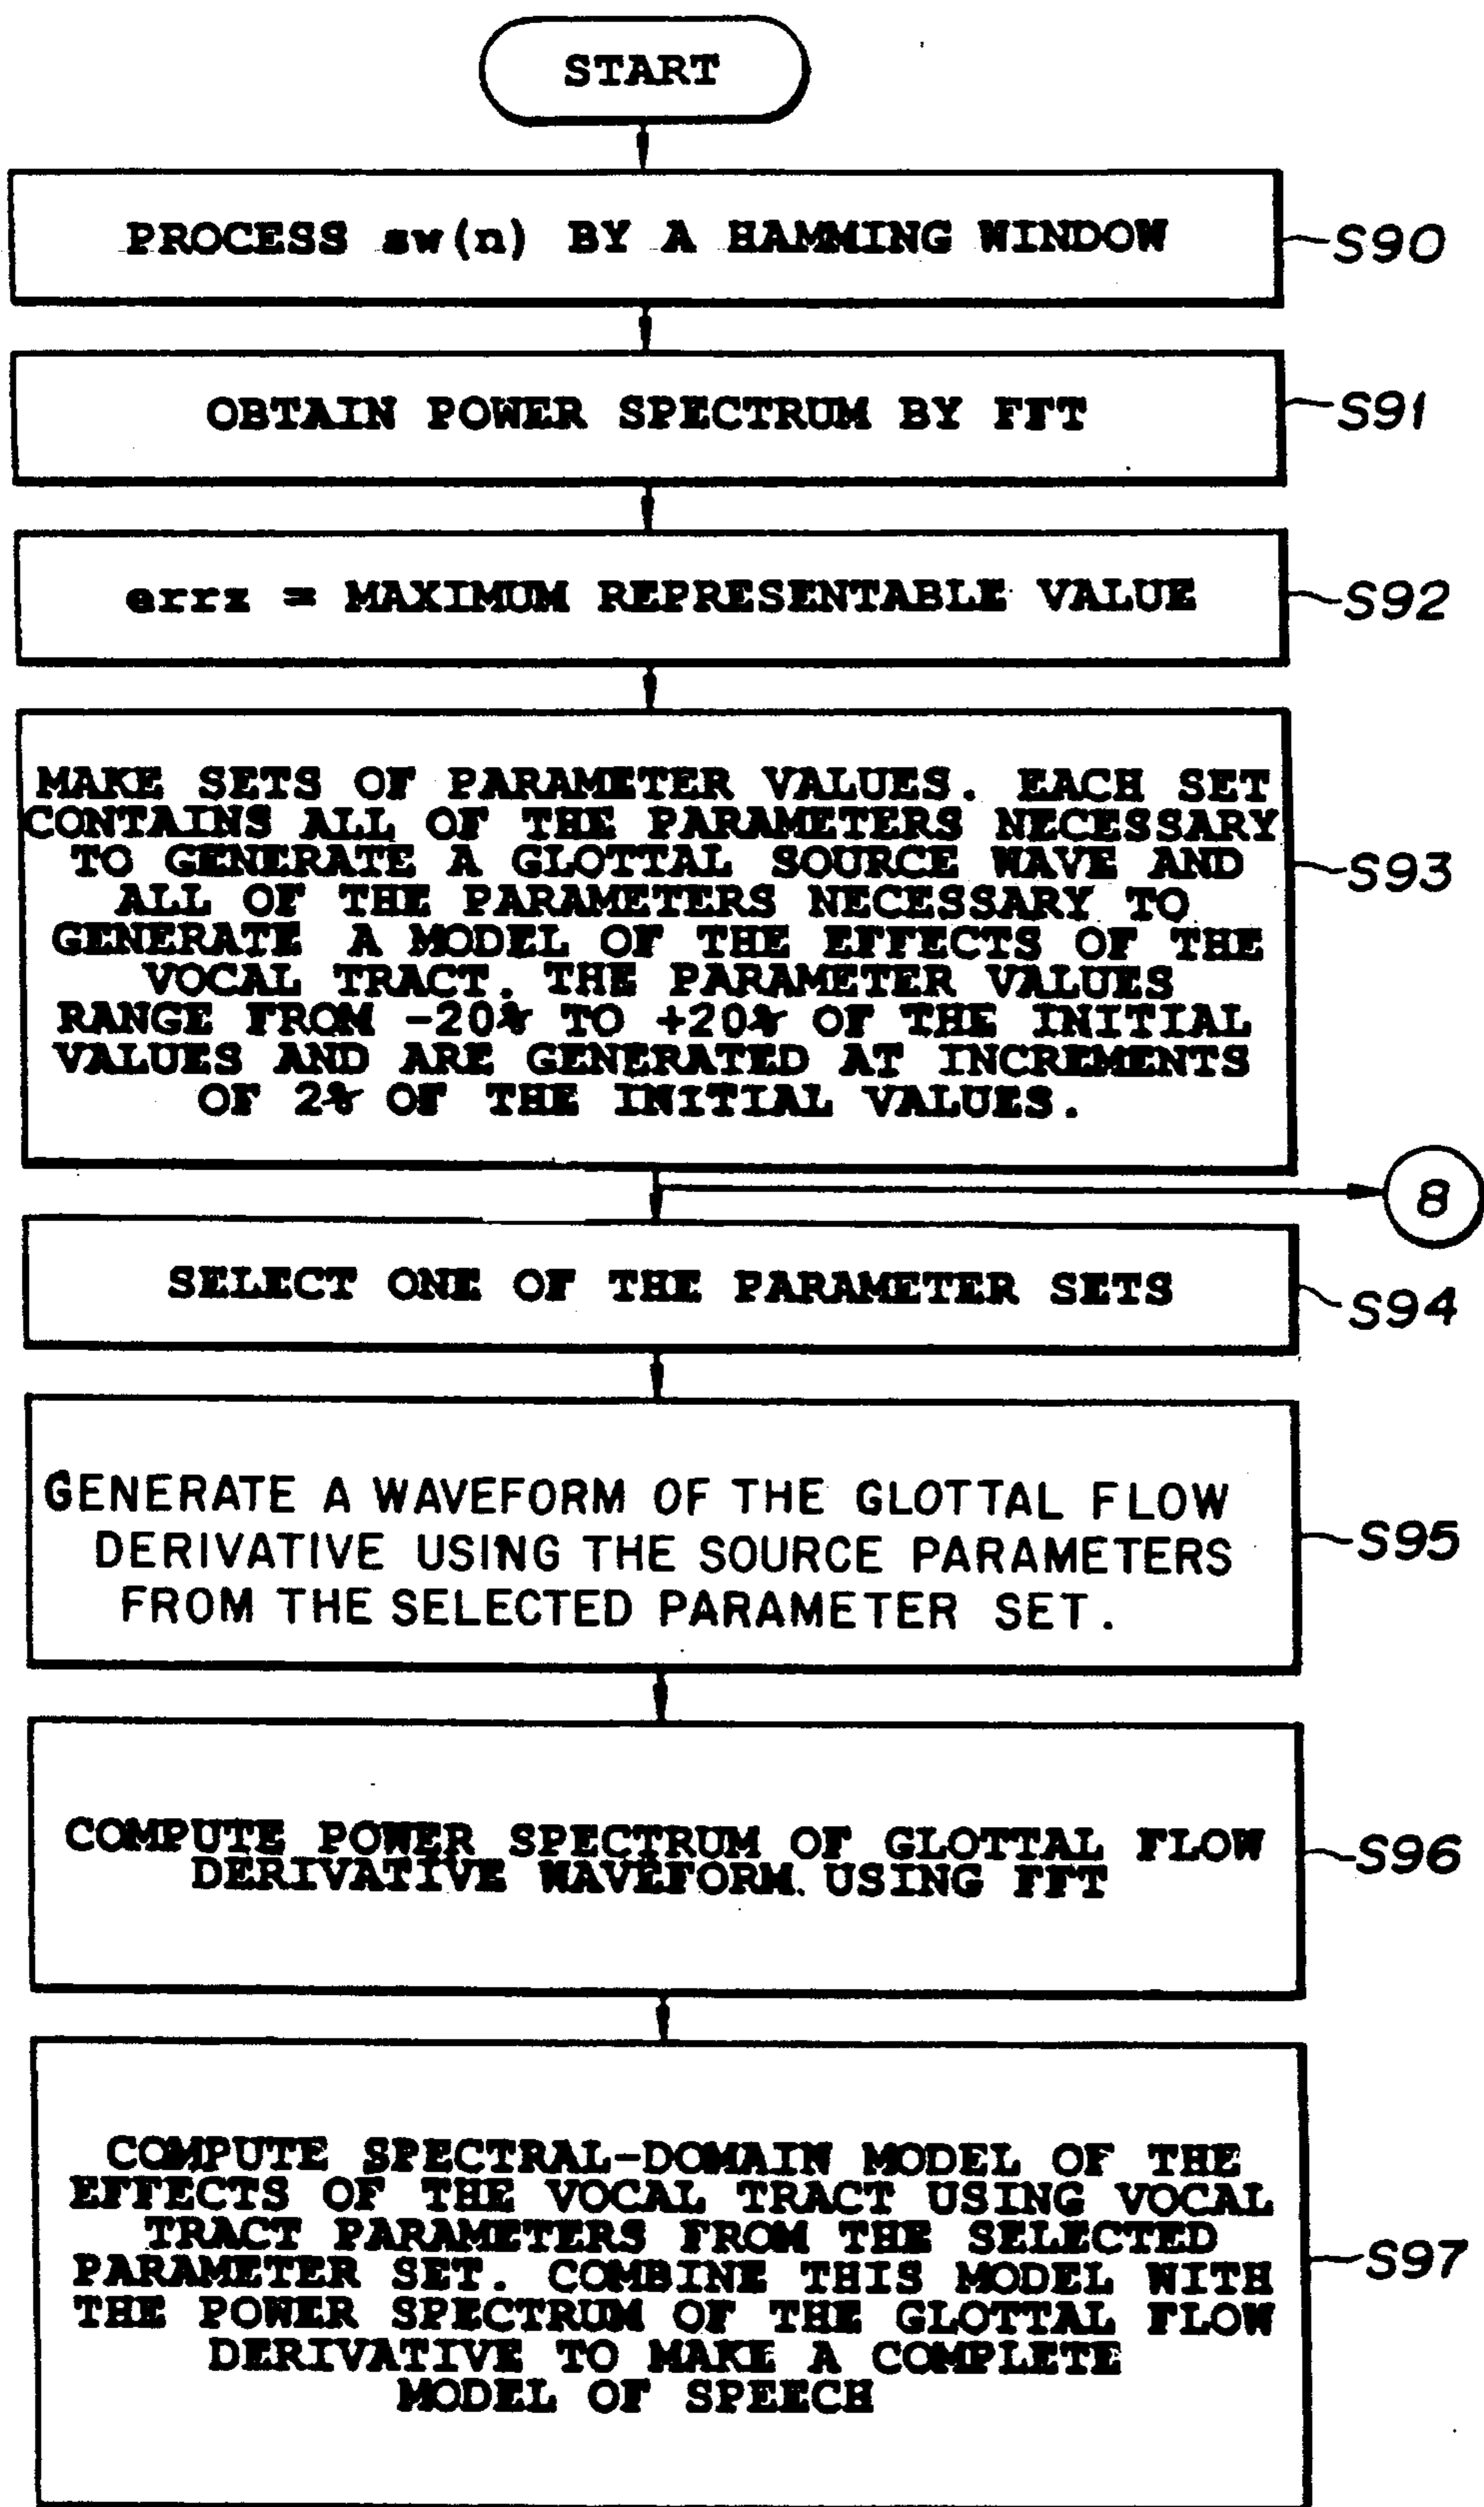 START
PROCESS sw(n) BY A HAMMING WINDOW
S90
OBTAIN POWER SPECTRUM BY FFT
S91
errz = MAXIMUM REPRESENTABLE VALUE
S92
MAKE SETS OF PARAMETER VALUES. EACH SET
CONTAINS ALL OF THE PARAMETERS NECESSARY
TO GENERATE A GLOTTAL SOURCE WAVE AND
ALL OF THE PARAMETERS NECESSARY TO
GENERATE A MODEL OF THE EFFECTS OF THE
VOCAL TRACT. THE PARAMETER VALUES
RANGE FROM -20% TO +20% OF THE INITIAL
VALUES AND ARE GENERATED AT INCREMENTS
OF 2% OF THE INITIAL VALUES.
S93
8
SELECT ONE OF THE PARAMETER SETS
S94
GENERATE A WAVEFORM OF THE GLOTTAL FLOW
DERIVATIVE USING THE SOURCE PARAMETERS
FROM THE SELECTED PARAMETER SET.
S95
COMPUTE POWER SPECTRUM OF GLOTTAL FLOW
DERIVATIVE WAVEFORM USING FFT
S96
COMPUTE SPECTRAL-DOMAIN MODEL OF THE
EFFECTS OF THE VOCAL TRACT USING VOCAL
TRACT PARAMETERS FROM THE SELECTED
PARAMETER SET. COMBINE THIS MODEL WITH
THE POWER SPECTRUM OF THE GLOTTAL FLOW
DERIVATIVE TO MAKE A COMPLETE
MODEL OF SPEECH
S97